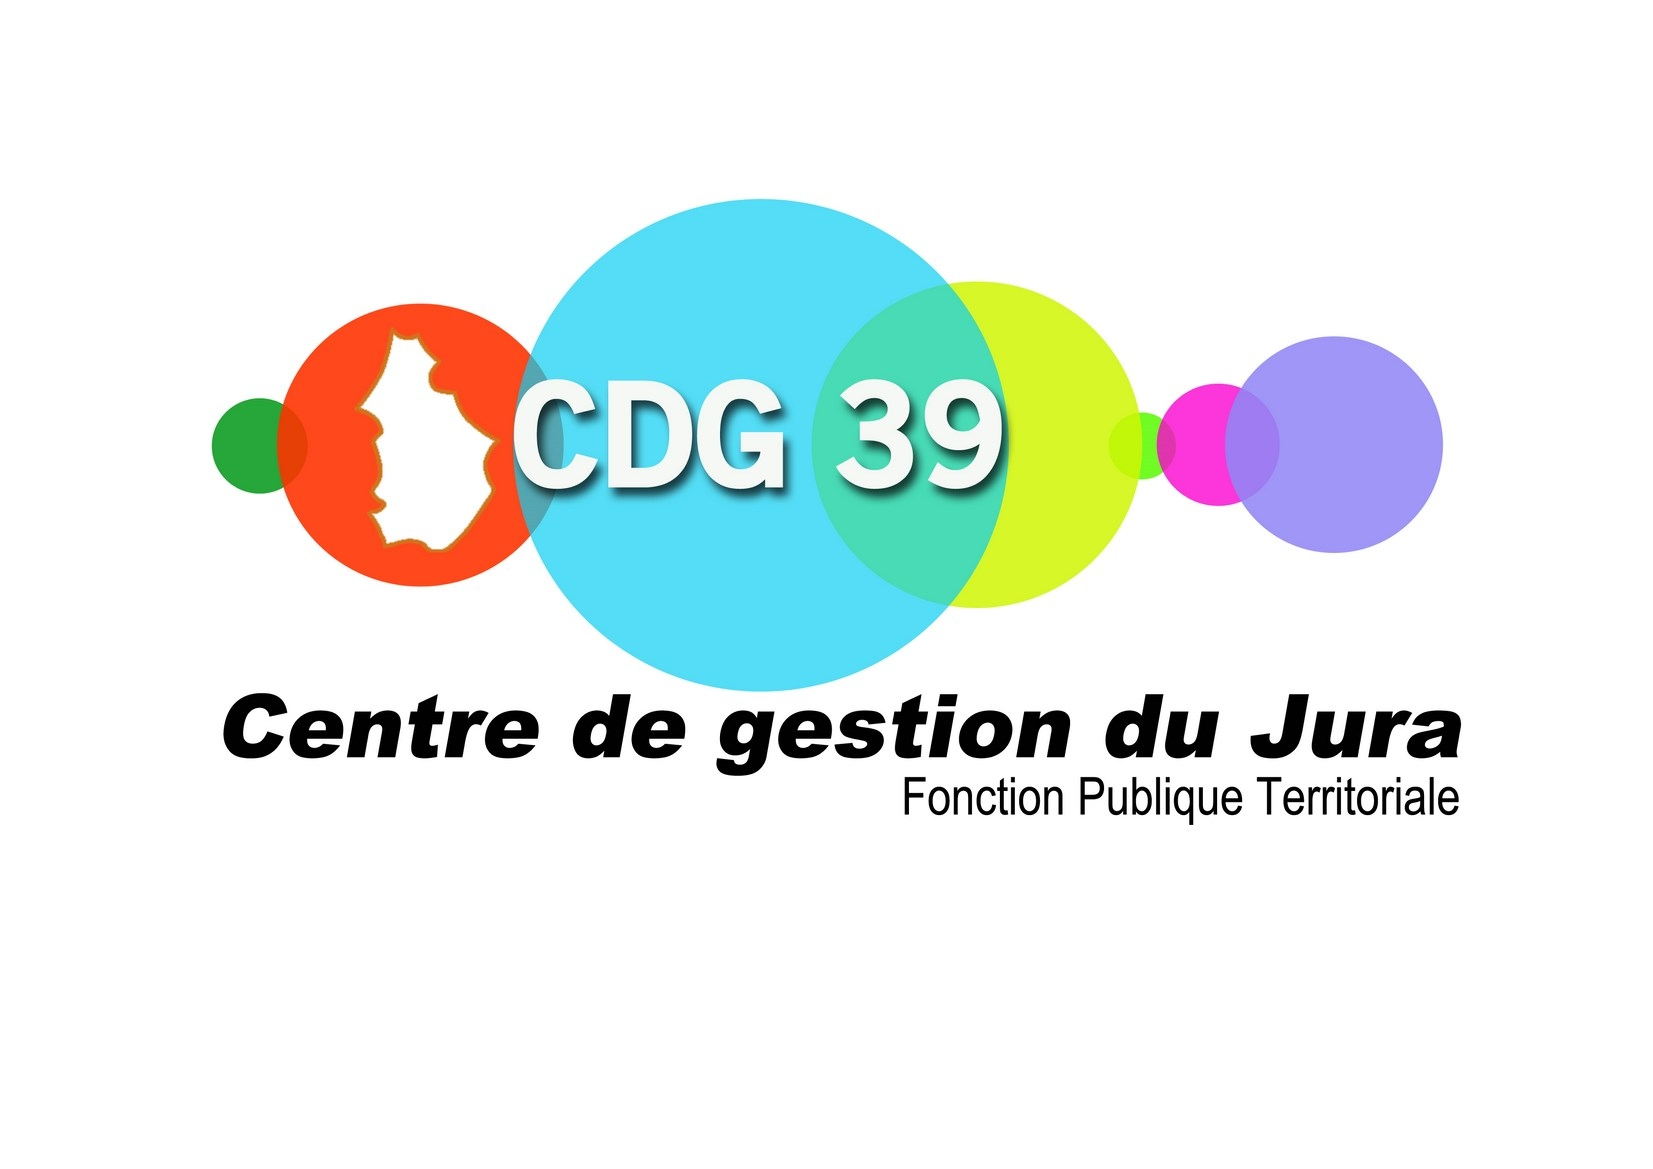 CDG 39
Centre de gestion du Jura
Fonction Publique Territoriale